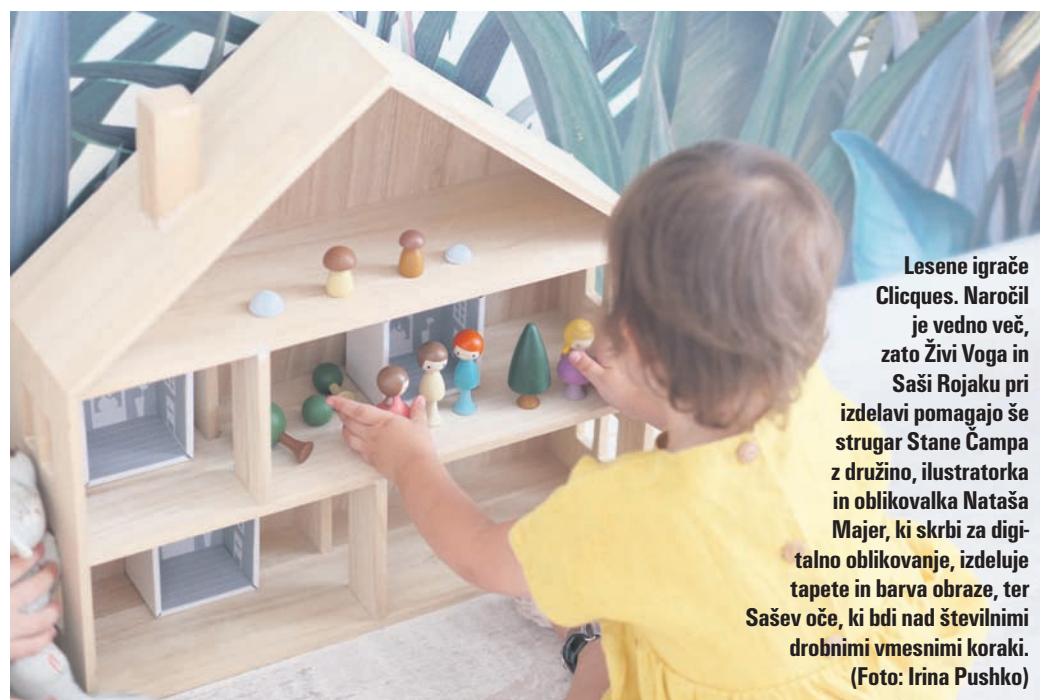 Lesene igrače
Clicques. Naročil
je vedno več,
zato Živi Voga in
Saši Rojaku pri
izdelavi pomagajo še
strugar Stane Čampa
z družino, ilustratorka
in oblikovalka Nataša
Majer, ki skrbi za digi-
talno oblikovanje, izdeluje
tapete in barva obraze, ter
Sašev oče, ki bdi nad številnimi
drobnimi vmesnimi koraki.
(Foto: Irina Pushko)